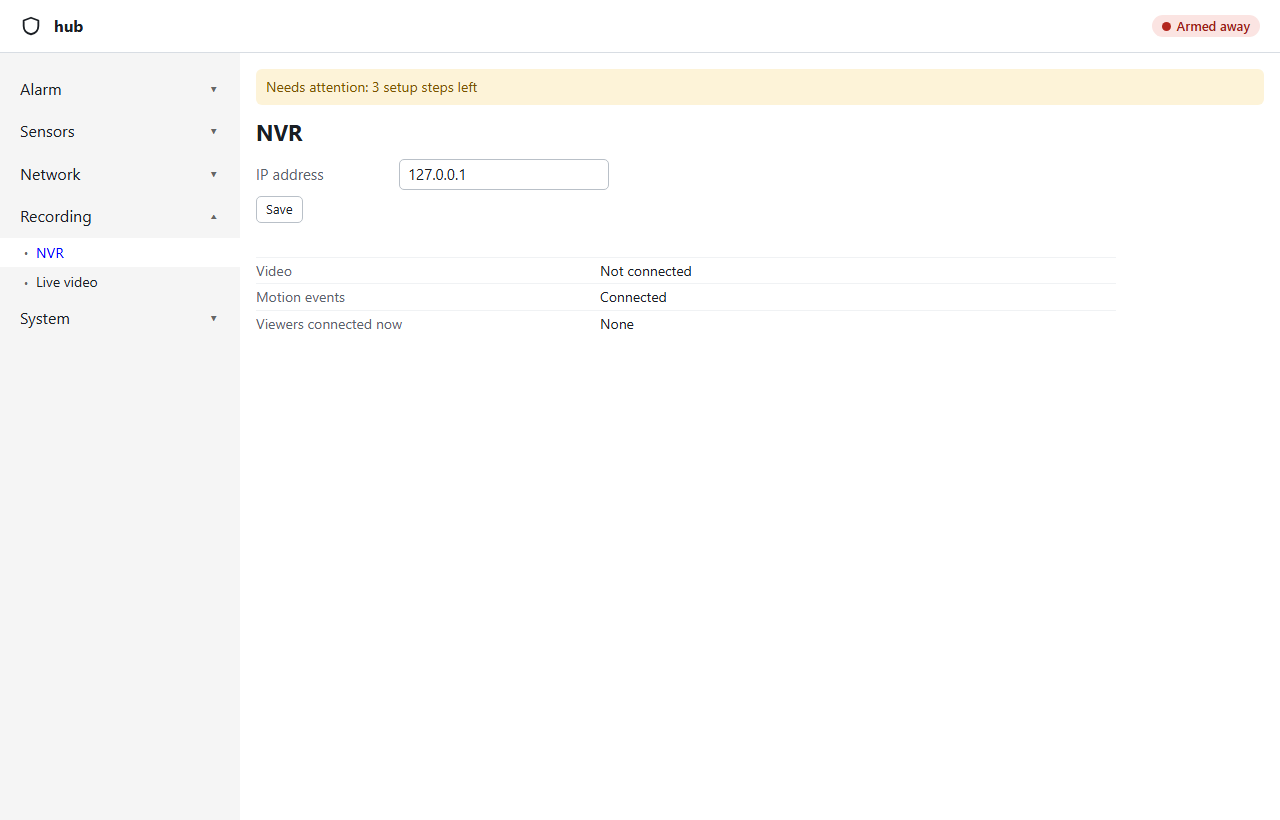 hub
Armed away
Alarm
Sensors
Network
Recording
NVR
Live video
System
Needs attention: 3 setup steps left
NVR
IP address 127.0.0.1
Save
Video Not connected
Motion events Connected
Viewers connected now None